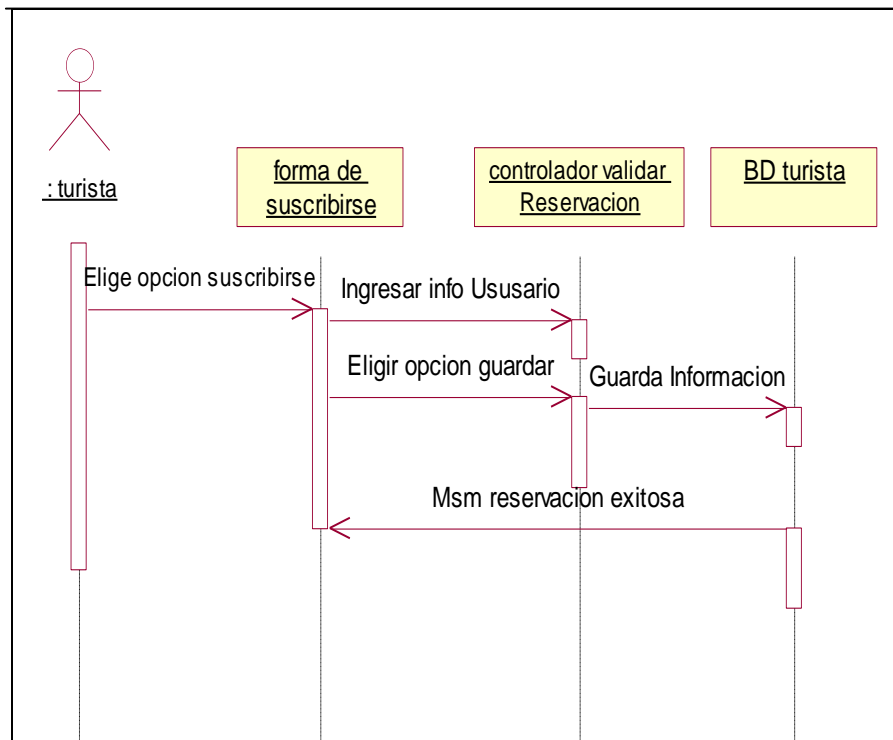 : turista
forma de
suscribirse
controlador validar
Reservacion
BD turista
Elige opcion suscribirse
Ingresar info Ususario
Eligir opcion guardar
Guarda Informacion
Msm reservacion exitosa